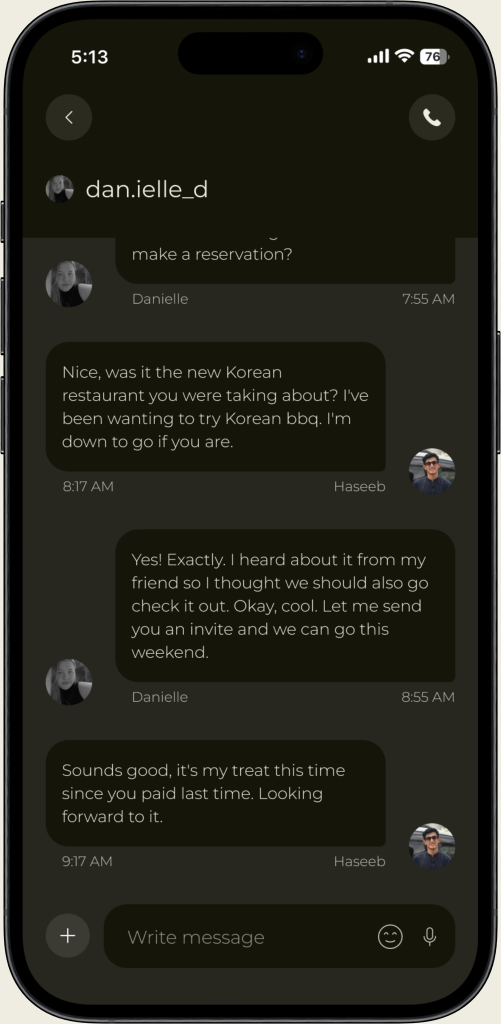 5:13
76
dan.ielle_d
make a reservation?
Danielle 7:55 AM
Nice, was it the new Korean
restaurant you were taking about? I've
been wanting to try Korean bbq. I'm
down to go if you are.
8:17 AM Haseeb
Yes! Exactly. I heard about it from my
friend so I thought we should also go
check it out. Okay, cool. Let me send
you an invite and we can go this
weekend.
Danielle 8:55 AM
Sounds good, it's my treat this time
since you paid last time. Looking
forward to it.
9:17 AM Haseeb
Write message